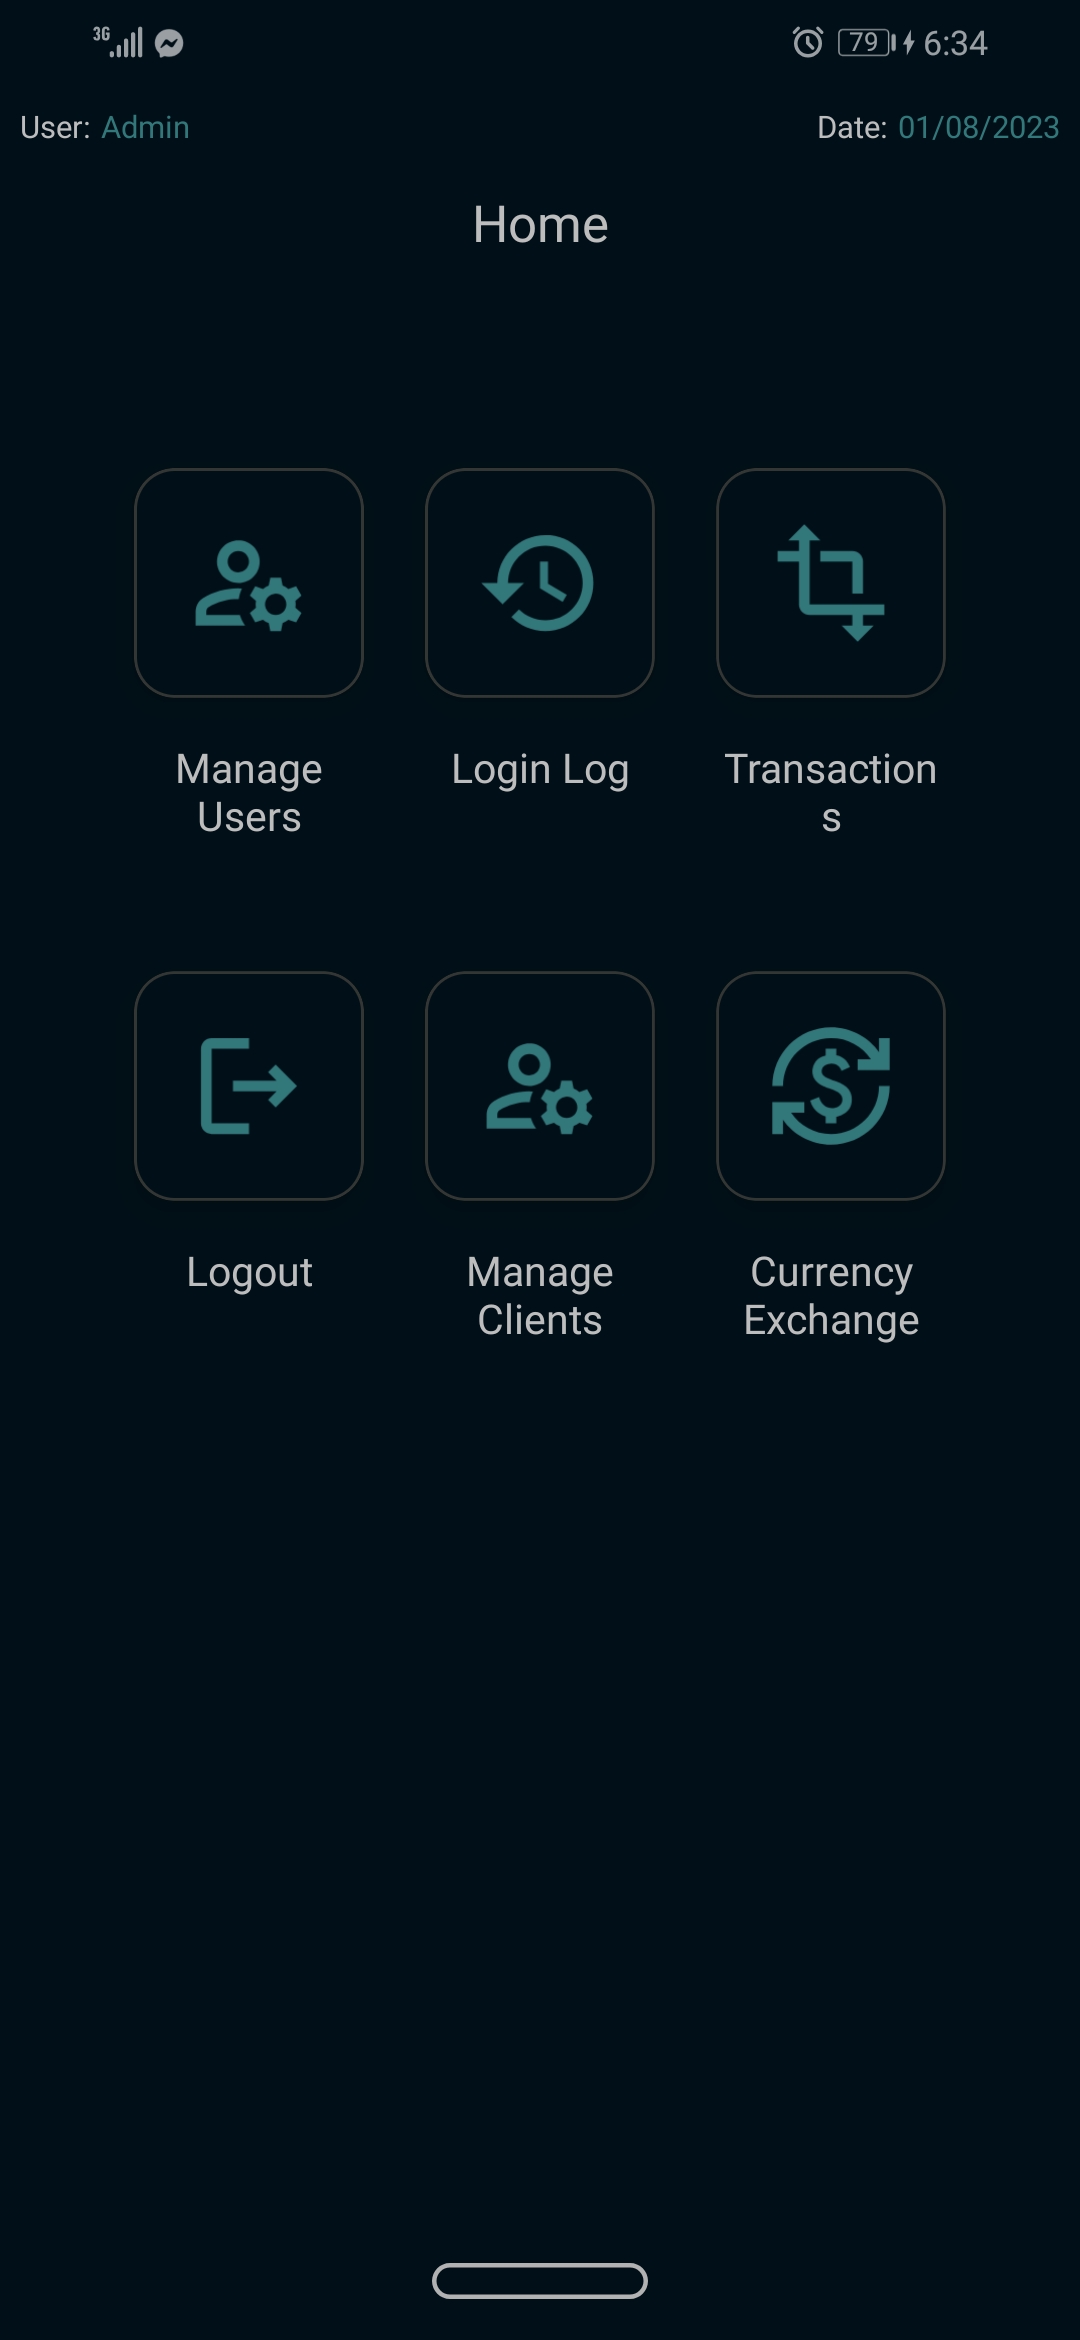 3G 79 6:34
User: Admin Date: 01/08/2023
Home
Manage
Users
Login Log
Transaction
s
Logout
Manage
Clients
Currency
Exchange